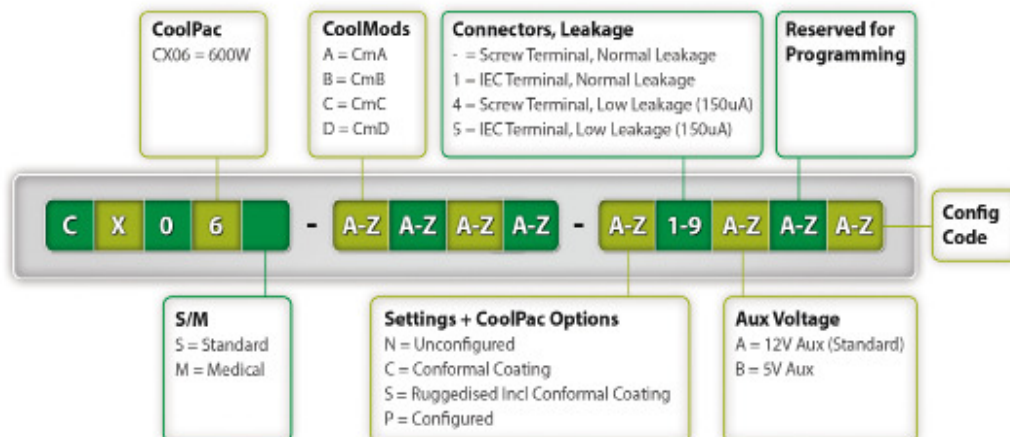 CoolPac
CX06 = 600W
CoolMods
A = CmA
B = CmB
C = CmC
D = CmD
Connectors, Leakage
- = Screw Terminal, Normal Leakage
1 = IEC Terminal, Normal Leakage
4 = Screw Terminal, Low Leakage (150uA)
5 = IEC Terminal, Low Leakage (150uA)
Reserved for
Programming
C X 0 6 - A-Z A-Z A-Z A-Z - A-Z 1-9 A-Z A-Z A-Z
Config
Code
S/M
S = Standard
M = Medical
Settings + CoolPac Options
N = Unconfigured
C = Conformal Coating
S = Ruggedised Incl Conformal Coating
P = Configured
Aux Voltage
A = 12V Aux (Standard)
B = 5V Aux